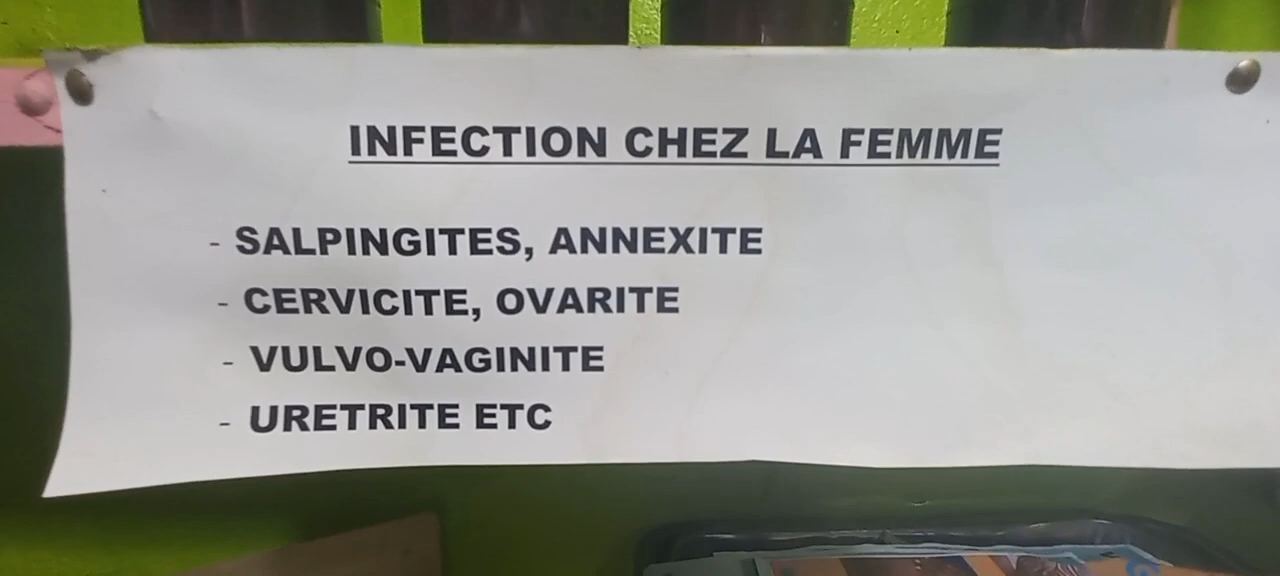 INFECTION CHEZ LA FEMME
- SALPINGITES, ANNEXITE
- CERVICITE, OVARITE
- VULVO-VAGINITE
- URETRITE ETC